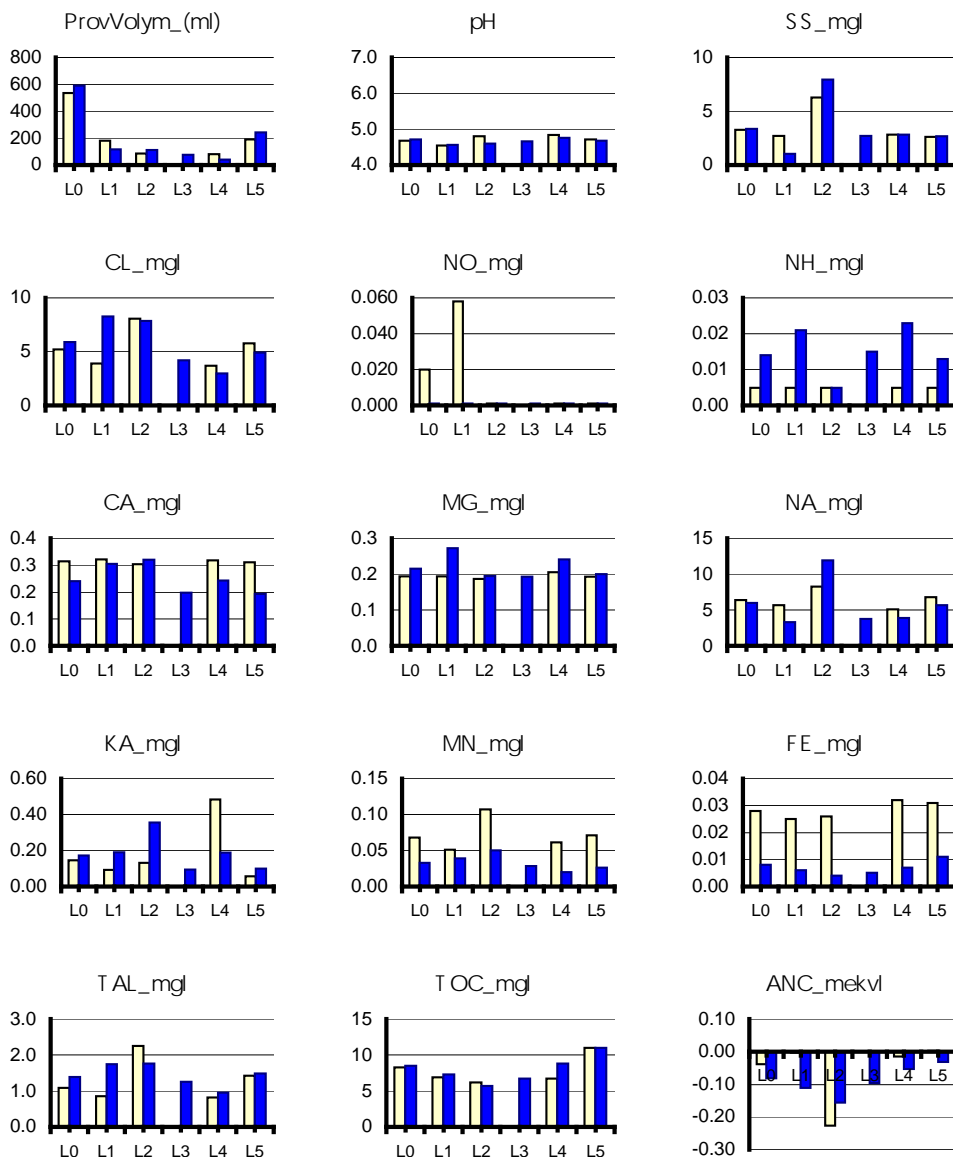 ProvVolym_(ml)
800
600
400
200
0
L0 L1 L2 L3 L4 L5
pH
7.0
6.0
5.0
4.0
L0 L1 L2 L3 L4 L5
SS_mgl
10
5
0
L0 L1 L2 L3 L4 L5
CL_mgl
10
5
0
L0 L1 L2 L3 L4 L5
NO_mgl
0.060
0.040
0.020
0.000
L0 L1 L2 L3 L4 L5
NH_mgl
0.03
0.02
0.01
0.00
L0 L1 L2 L3 L4 L5
CA_mgl
0.4
0.3
0.2
0.1
0.0
L0 L1 L2 L3 L4 L5
MG_mgl
0.3
0.2
0.1
0.0
L0 L1 L2 L3 L4 L5
NA_mgl
15
10
5
0
L0 L1 L2 L3 L4 L5
KA_mgl
0.60
0.40
0.20
0.00
L0 L1 L2 L3 L4 L5
MN_mgl
0.15
0.10
0.05
0.00
L0 L1 L2 L3 L4 L5
FE_mgl
0.04
0.03
0.02
0.01
0.00
L0 L1 L2 L3 L4 L5
TAL_mgl
3.0
2.0
1.0
0.0
L0 L1 L2 L3 L4 L5
TOC_mgl
15
10
5
0
L0 L1 L2 L3 L4 L5
ANC_mekvl
0.10
0.00
-0.10
-0.20
-0.30
L0 L1 L2 L3 L4 L5